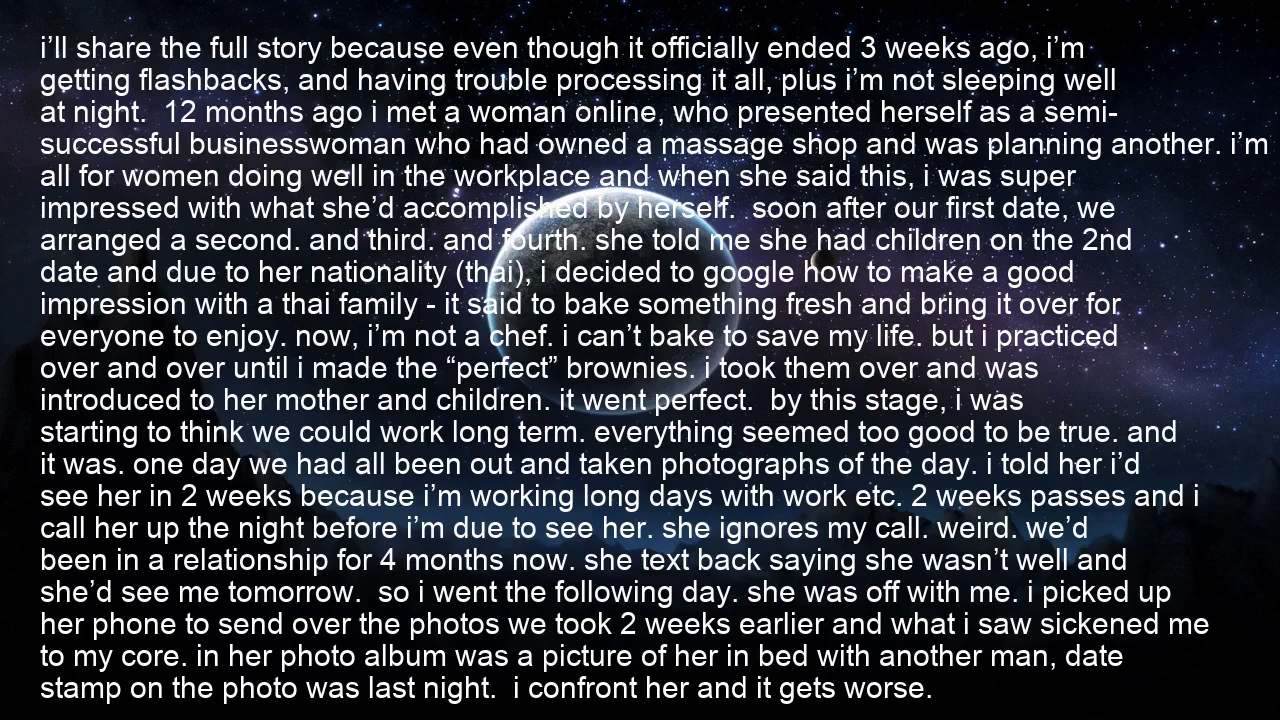 i’ll share the full story because even though it officially ended 3 weeks ago, i’m
getting flashbacks, and having trouble processing it all, plus i’m not sleeping well
at night.  12 months ago i met a woman online, who presented herself as a semi-
successful businesswoman who had owned a massage shop and was planning another. i’m
all for women doing well in the workplace and when she said this, i was super
impressed with what she’d accomplished by herself.  soon after our first date, we
arranged a second. and third. and fourth. she told me she had children on the 2nd
date and due to her nationality (thai), i decided to google how to make a good
impression with a thai family - it said to bake something fresh and bring it over for
everyone to enjoy. now, i’m not a chef. i can’t bake to save my life. but i practiced
over and over until i made the “perfect” brownies. i took them over and was
introduced to her mother and children. it went perfect.  by this stage, i was
starting to think we could work long term. everything seemed too good to be true. and
it was. one day we had all been out and taken photographs of the day. i told her i’d
see her in 2 weeks because i’m working long days with work etc. 2 weeks passes and i
call her up the night before i’m due to see her. she ignores my call. weird. we’d
been in a relationship for 4 months now. she text back saying she wasn’t well and
she’d see me tomorrow.  so i went the following day. she was off with me. i picked up
her phone to send over the photos we took 2 weeks earlier and what i saw sickened me
to my core. in her photo album was a picture of her in bed with another man, date
stamp on the photo was last night.  i confront her and it gets worse.